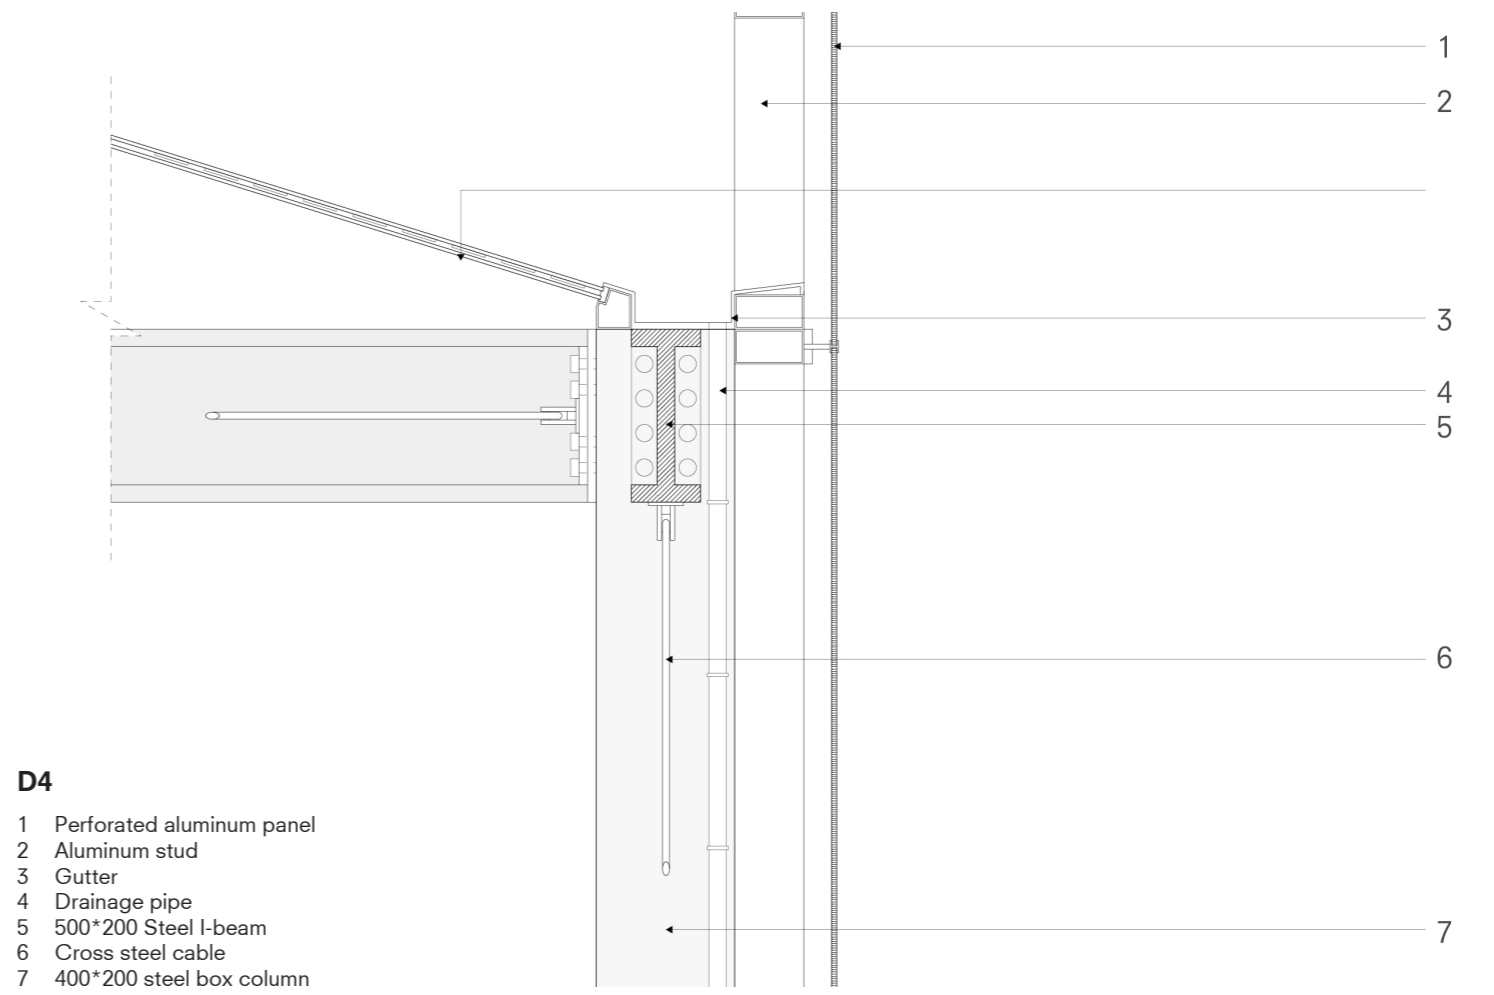 1
2
3
4
5
6
7
D4
1 Perforated aluminum panel
2 Aluminum stud
3 Gutter
4 Drainage pipe
5 500*200 Steel I-beam
6 Cross steel cable
7 400*200 steel box column